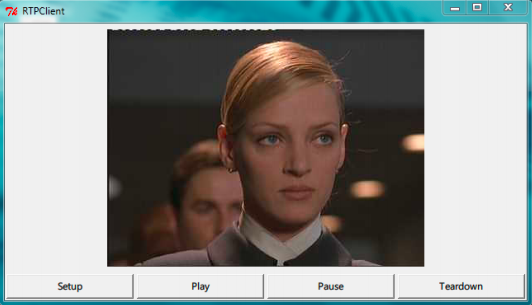 RTPClient
Setup
Play
Pause
Teardown